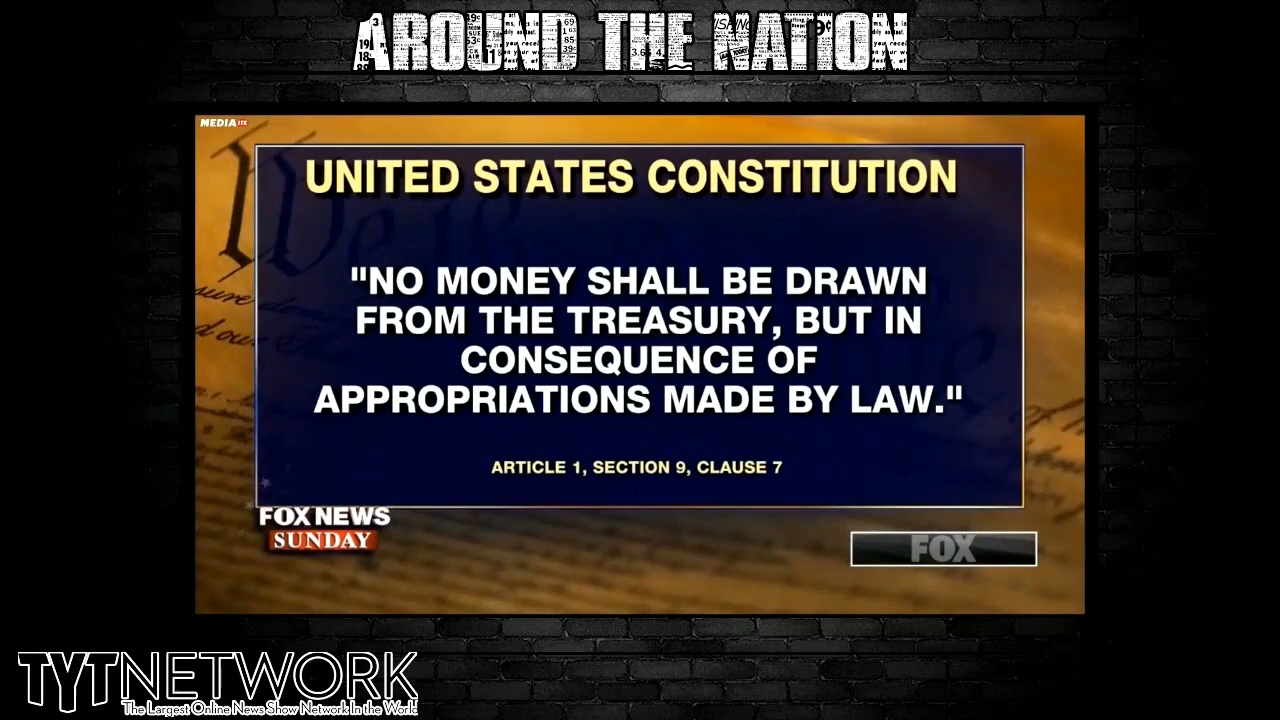 AROUND THE NATION
MEDIAITE
UNITED STATES CONSTITUTION
"NO MONEY SHALL BE DRAWN
FROM THE TREASURY, BUT IN
CONSEQUENCE OF
APPROPRIATIONS MADE BY LAW."
ARTICLE 1, SECTION 9, CLAUSE 7
FOX NEWS
SUNDAY
FOX
TYTNETWORK
The Largest Online News Show Network In the World